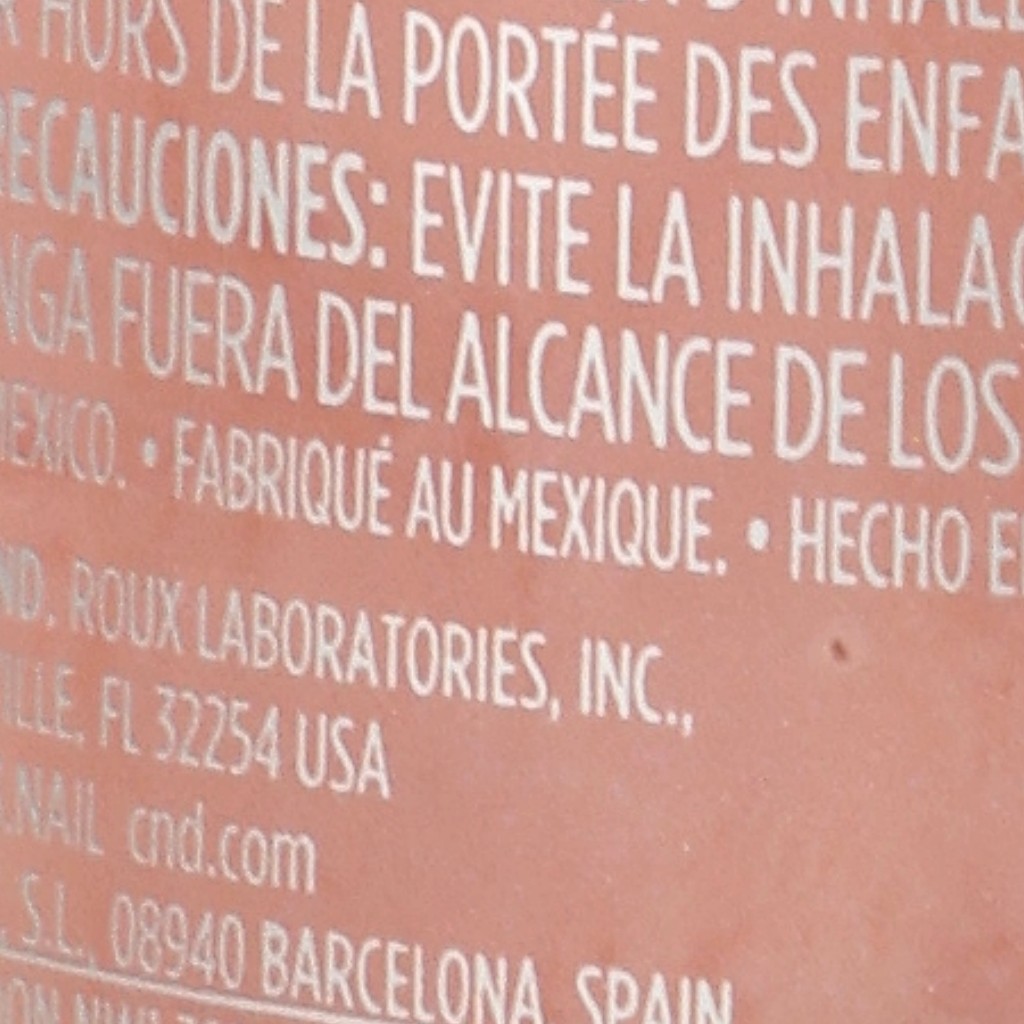 HORS DE LA PORTÉE DES ENFA
RECAUCIONES: EVITE LA INHALAC
NGA FUERA DEL ALCANCE DE LOS
MEXICO. • FABRIQUÉ AU MEXIQUE. • HECHO E
ND. ROUX LABORATORIES, INC.,
ILLE, FL 32254 USA
.NAIL cnd.com
S.L., 08940 BARCELONA, SPAIN